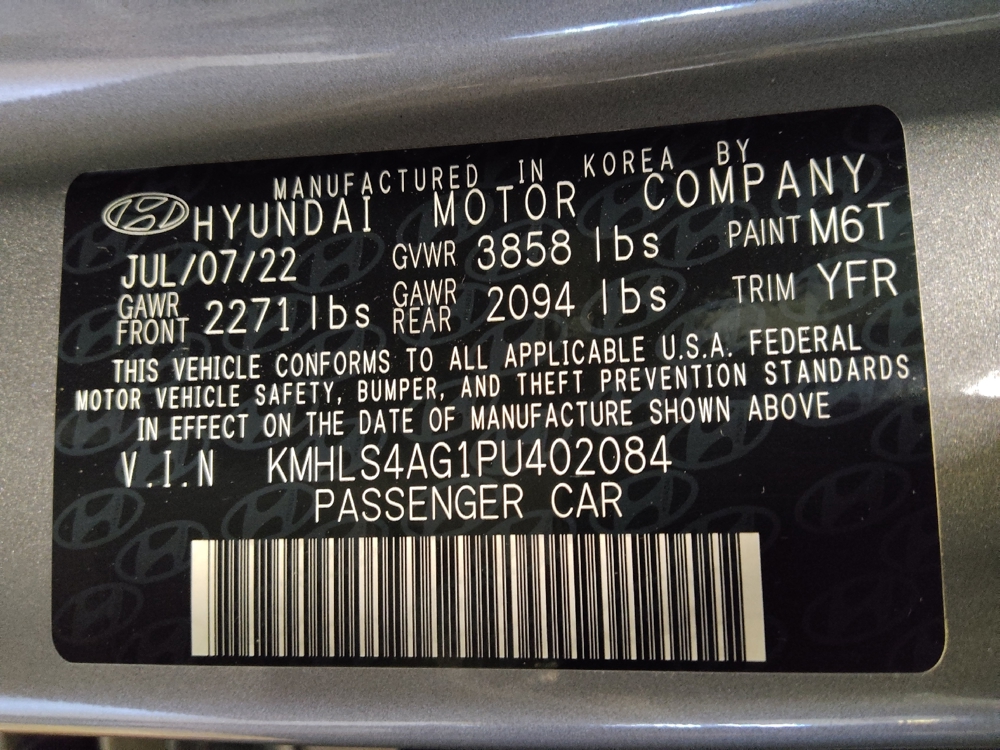 MANUFACTURED IN KOREA BY
HYUNDAI MOTOR COMPANY
JUL/07/22 GVWR 3858 lbs PAINT M6T
GAWR FRONT 2271 lbs GAWR REAR 2094 lbs TRIM YFR
THIS VEHICLE CONFORMS TO ALL APPLICABLE U.S.A. FEDERAL
MOTOR VEHICLE SAFETY, BUMPER, AND THEFT PREVENTION STANDARDS
IN EFFECT ON THE DATE OF MANUFACTURE SHOWN ABOVE
V.I.N KMHLS4AG1PU402084
PASSENGER CAR